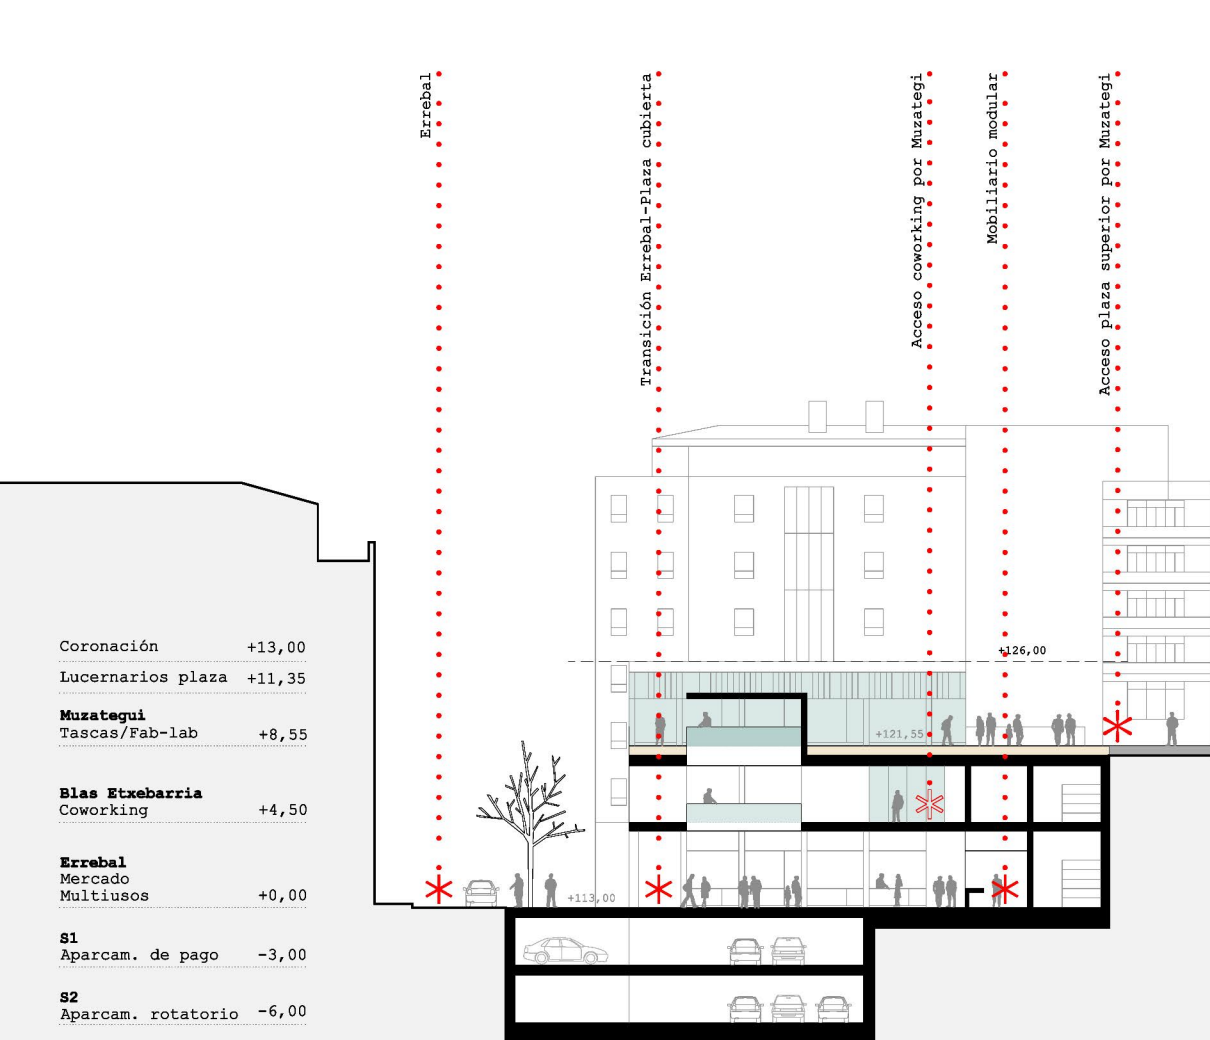 Errebal
Transición Errebal-Plaza cubierta
Acceso coworking por Muzategi
Mobiliario modular
Acceso plaza superior por Muzategi
Coronación +13,00
Lucernarios plaza +11,35
Muzategui
Tascas/Fab-lab +8,55
Blas Etxebarria
Coworking +4,50
Errebal
Mercado
Multiusos +0,00
S1
Aparcam. de pago -3,00
S2
Aparcam. rotatorio -6,00
+126,00
+121,55
+113,00